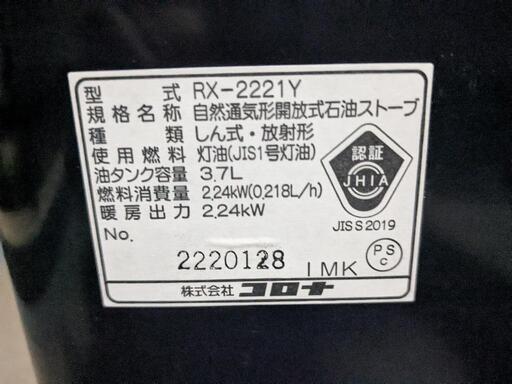 型 式 RX-2221Y
規格名称 自然通気形開放式石油ストーブ
種 類 しん式・放射形
使用燃料 灯油(JIS1号灯油)
油タンク容量 3.7L
燃料消費量 2.24kW(0.218L/h)
暖房出力 2.24kW
認証
JHIA
JIS S 2019
No.
2220128 IMK
PS
C
株式会社 コロナ